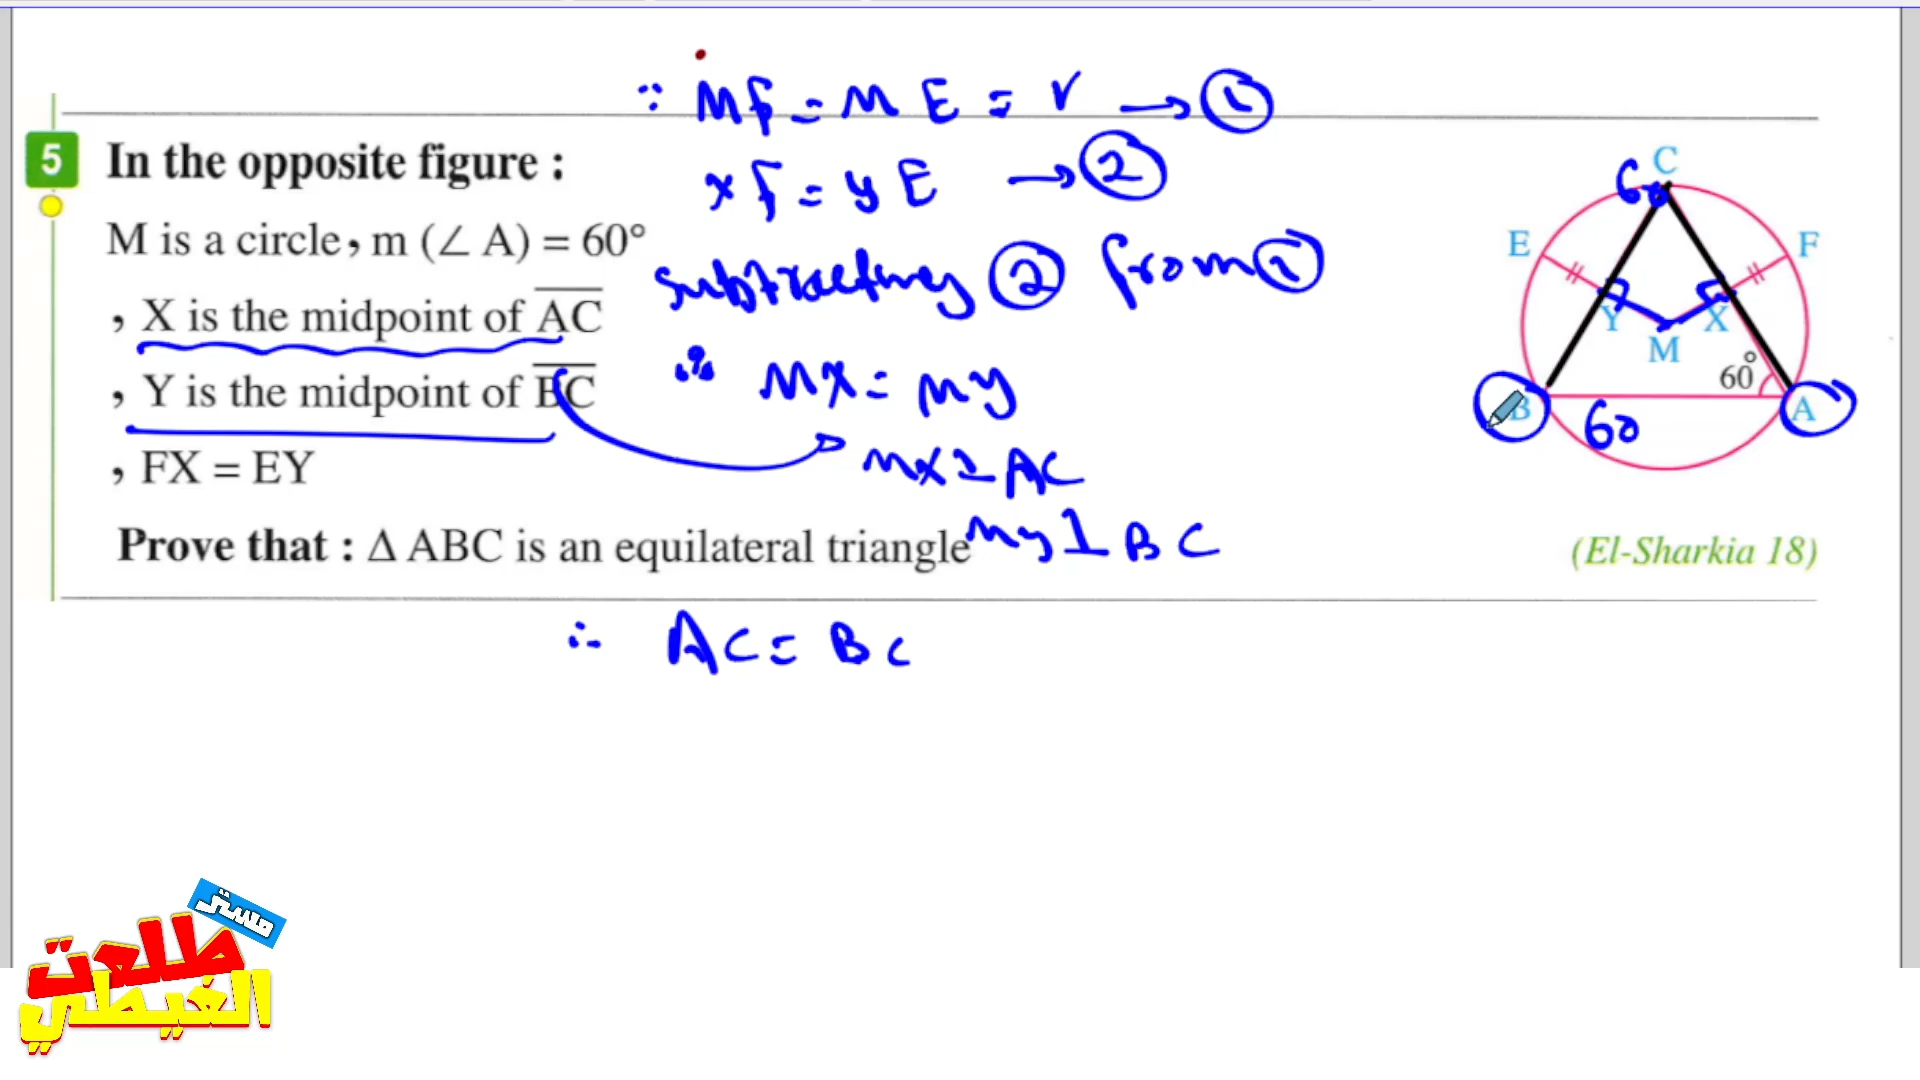 ∵ MF = ME = r → ①
5 In the opposite figure :
XF = YE → ②
M is a circle , m (∠ A) = 60°
subtracting ② from ①
, X is the midpoint of AC
∴ MX = MY
, Y is the midpoint of BC
MX ⊥ AC
, FX = EY
MY ⊥ BC
Prove that : Δ ABC is an equilateral triangle
(El-Sharkia 18)
∴ AC = BC
60 C
E F
Y X
M
60°
B 60 A
مستر
طلعت
الغيطي